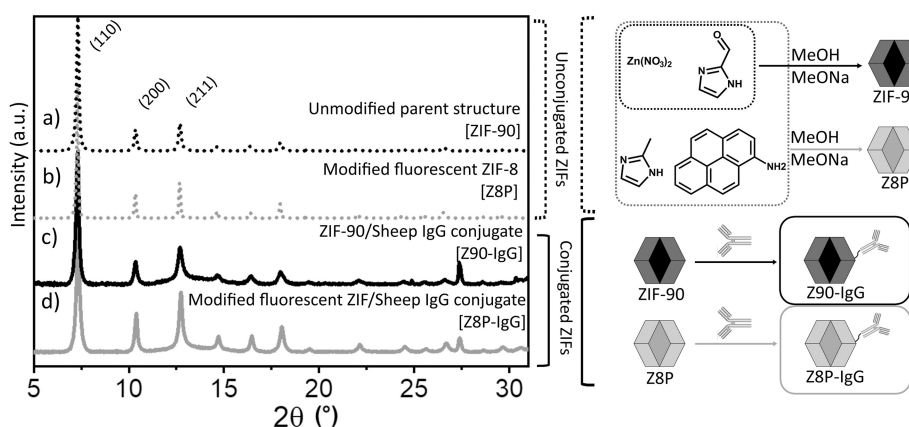 Intensity (a.u.)
(110)
(200)
(211)
a)
Unmodified parent structure
[ZIF-90]
b)
Modified fluorescent ZIF-8
[Z8P]
c)
ZIF-90/Sheep IgG conjugate
[Z90-IgG]
d)
Modified fluorescent ZIF/Sheep IgG conjugate
[Z8P-IgG]
5
10
15
20
25
30
2θ (°)
Unconjugated ZIFs
Conjugated ZIFs
Zn(NO3)2
O
N
N
H
MeOH
MeONa
ZIF-9
N
N
H
NH2
MeOH
MeONa
Z8P
ZIF-90
Z90-IgG
Z8P
Z8P-IgG